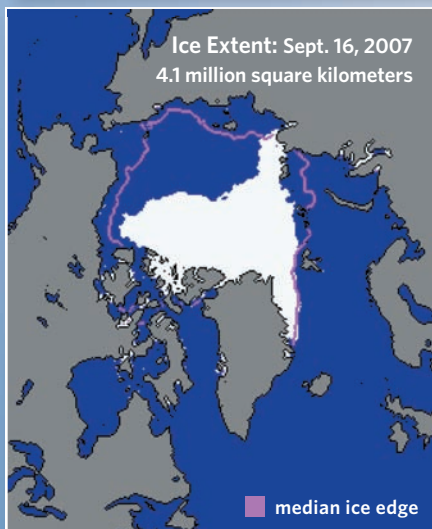 Ice Extent: Sept. 16, 2007
4.1 million square kilometers
median ice edge